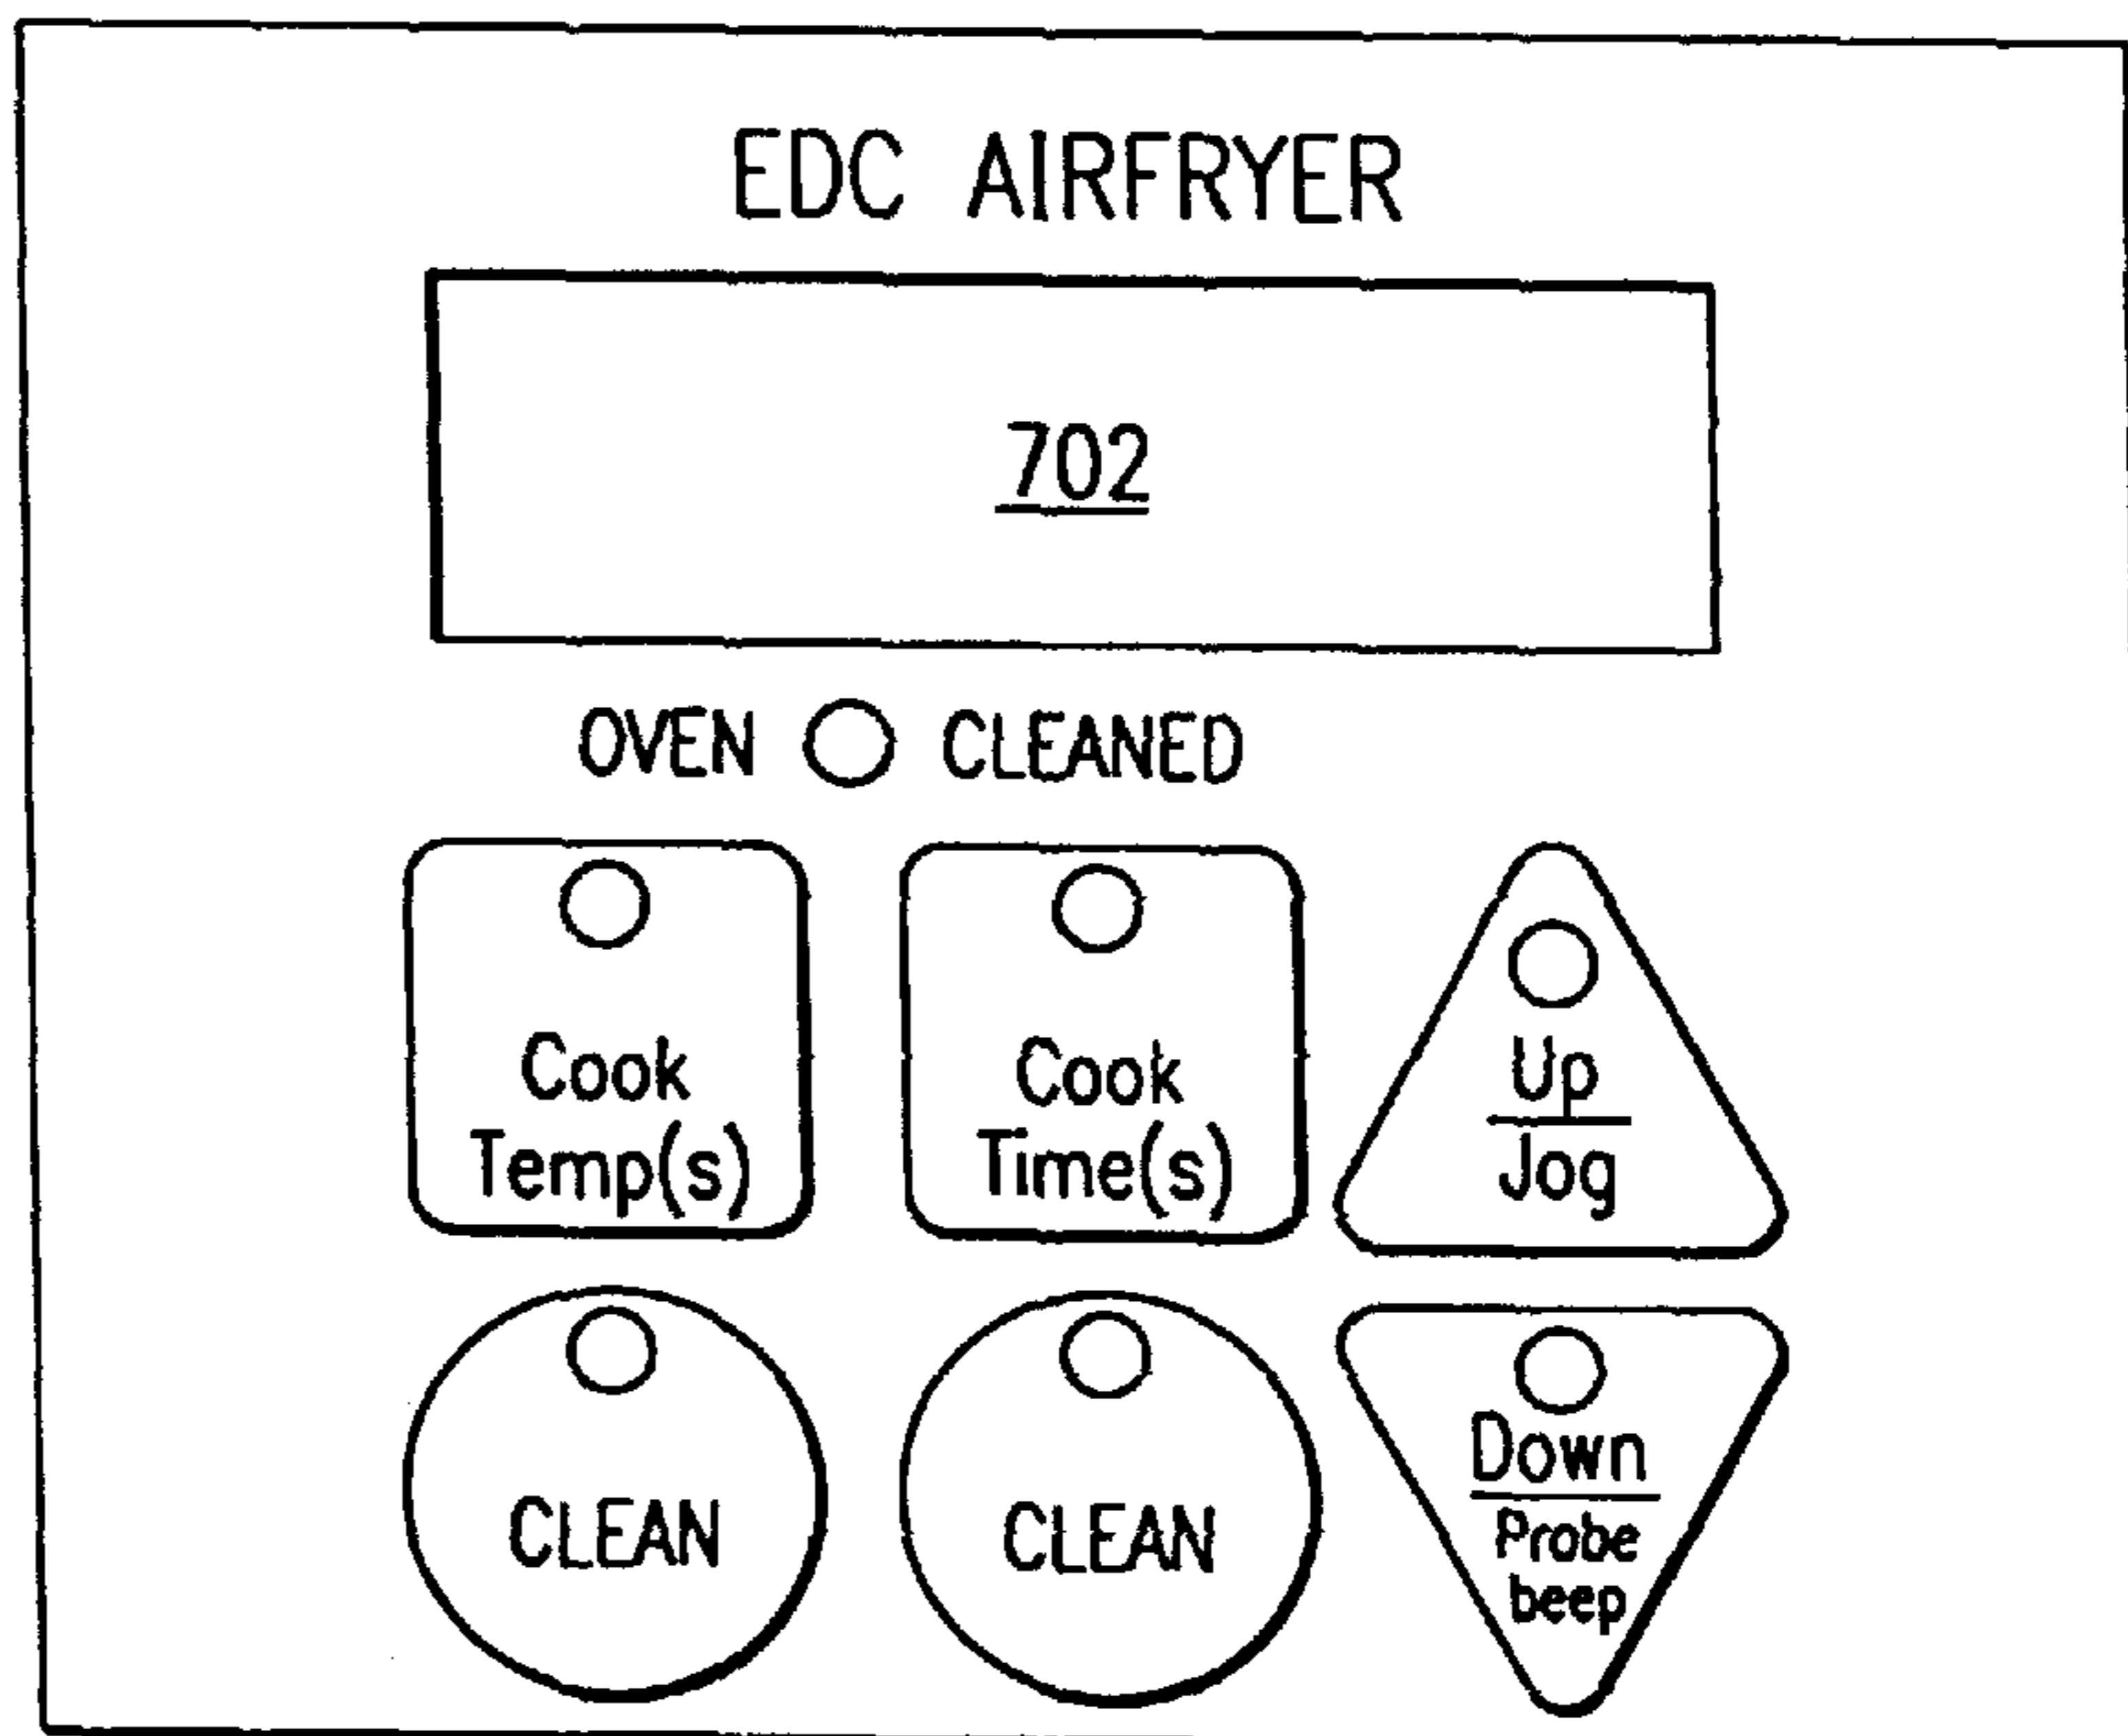 EDC AIRFRYER
702
OVEN CLEANED
Cook
Temp(s)
Cook
Time(s)
Up
Jog
CLEAN
CLEAN
Down
Probe
beep